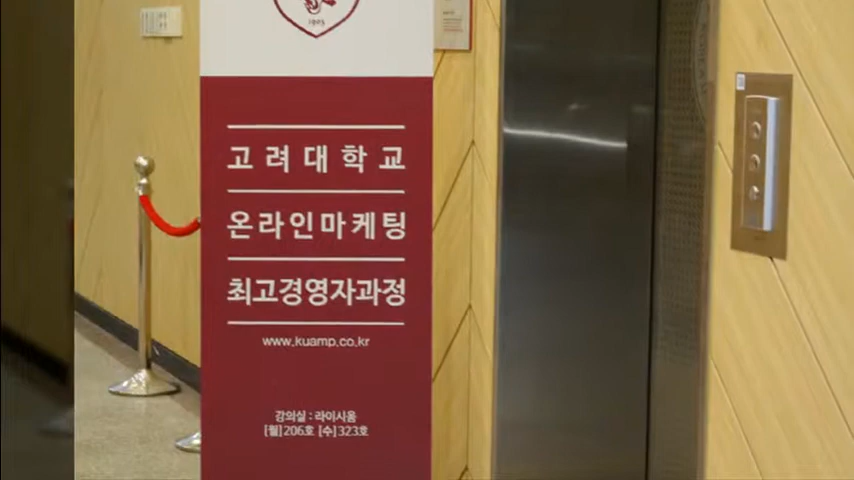 1905
고려대학교
온라인마케팅
최고경영자과정
www.kuamp.co.kr
강의실 : 라이시움
[월]206호 [수]323호